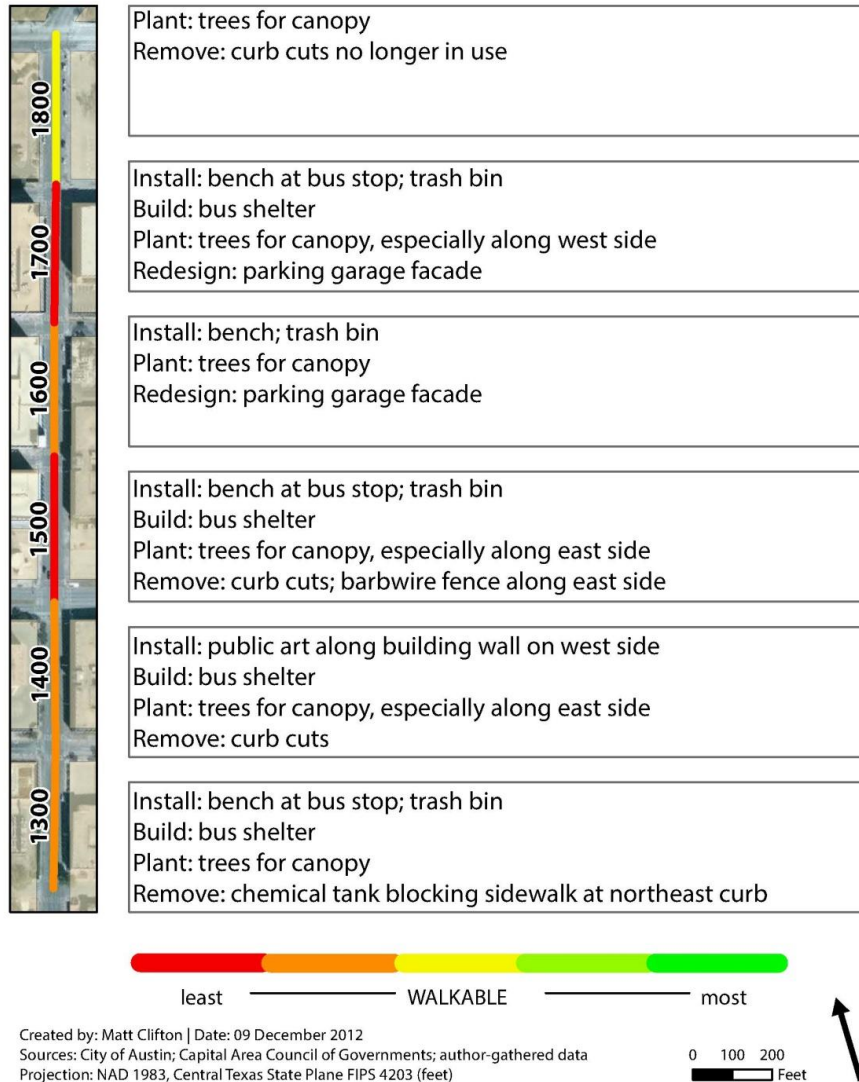 1800
Plant: trees for canopy
Remove: curb cuts no longer in use
1700
Install: bench at bus stop; trash bin
Build: bus shelter
Plant: trees for canopy, especially along west side
Redesign: parking garage facade
1600
Install: bench; trash bin
Plant: trees for canopy
Redesign: parking garage facade
1500
Install: bench at bus stop; trash bin
Build: bus shelter
Plant: trees for canopy, especially along east side
Remove: curb cuts; barbwire fence along east side
1400
Install: public art along building wall on west side
Build: bus shelter
Plant: trees for canopy, especially along east side
Remove: curb cuts
1300
Install: bench at bus stop; trash bin
Build: bus shelter
Plant: trees for canopy
Remove: chemical tank blocking sidewalk at northeast curb
least WALKABLE most
Created by: Matt Clifton | Date: 09 December 2012
Sources: City of Austin; Capital Area Council of Governments; author-gathered data
Projection: NAD 1983, Central Texas State Plane FIPS 4203 (feet)
0 100 200
Feet